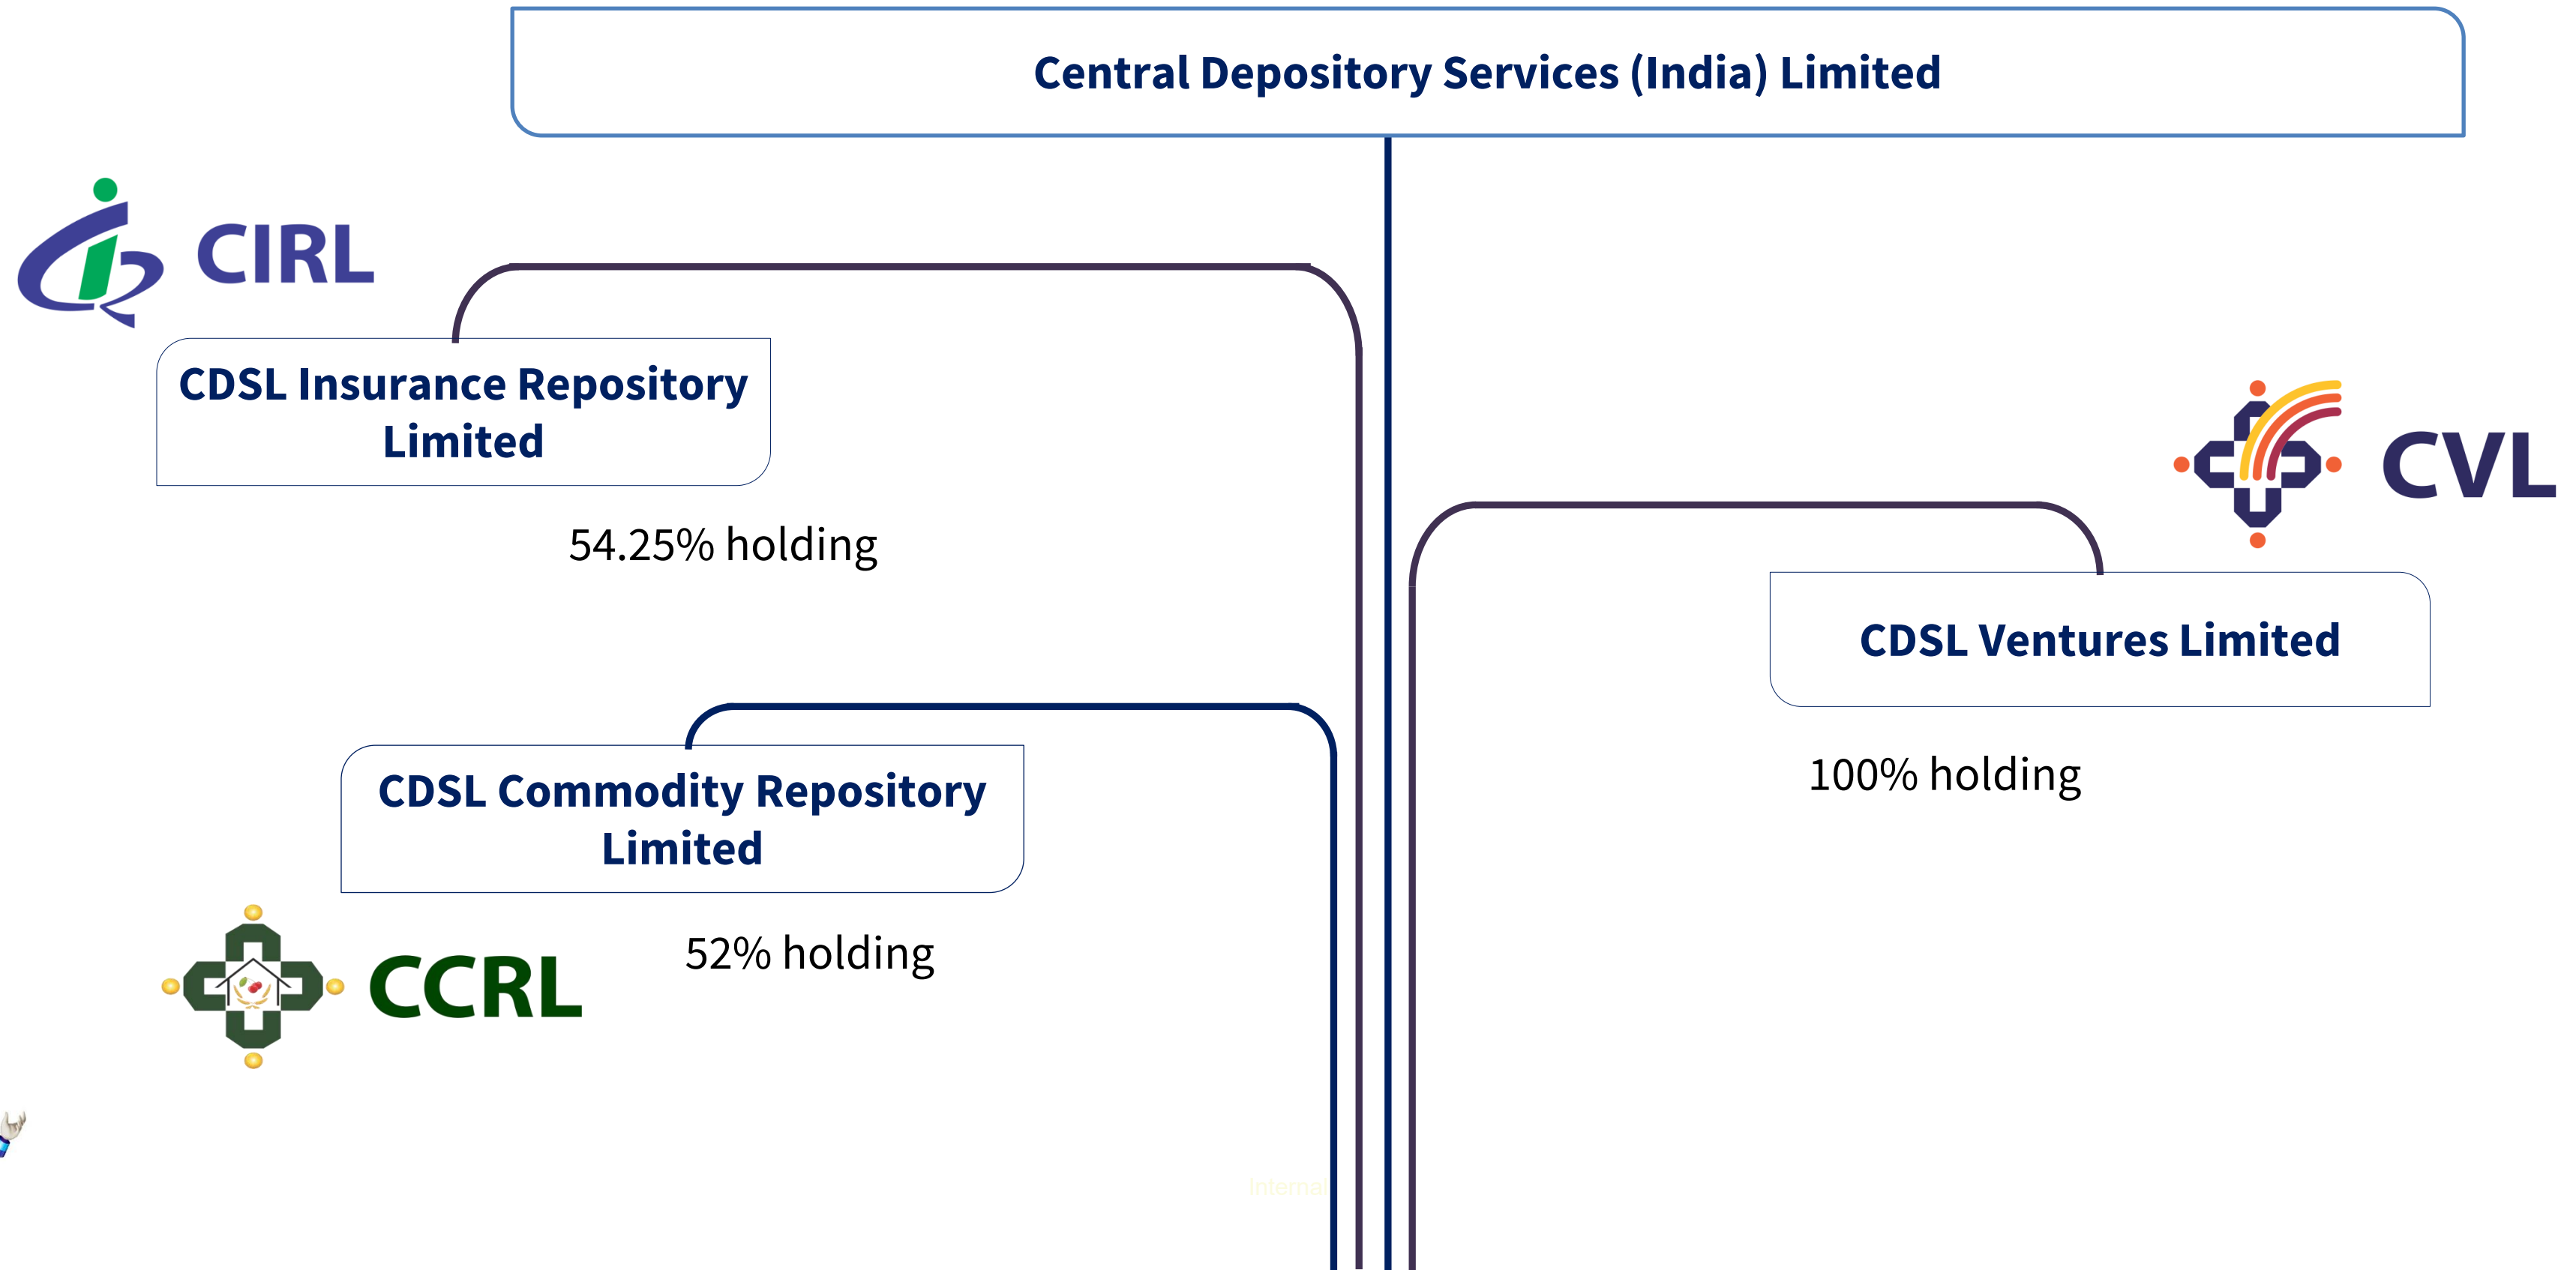 Central Depository Services (India) Limited
CIRL
CDSL Insurance Repository
Limited
54.25% holding
CVL
CDSL Ventures Limited
100% holding
CDSL Commodity Repository
Limited
52% holding
CCRL
Internal